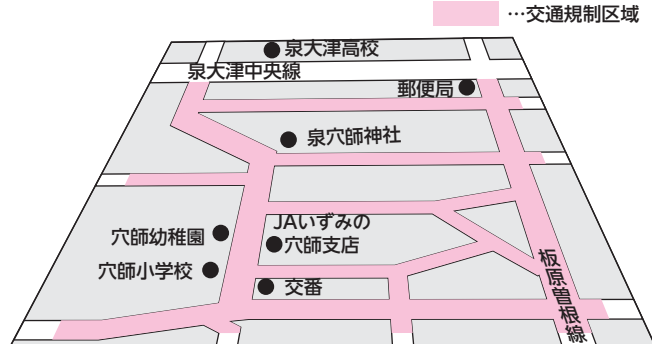 …交通規制区域
泉大津高校
泉大津中央線
郵便局
泉穴師神社
JAいずみの
穴師支店
穴師幼稚園
穴師小学校
交番
板原曽根線